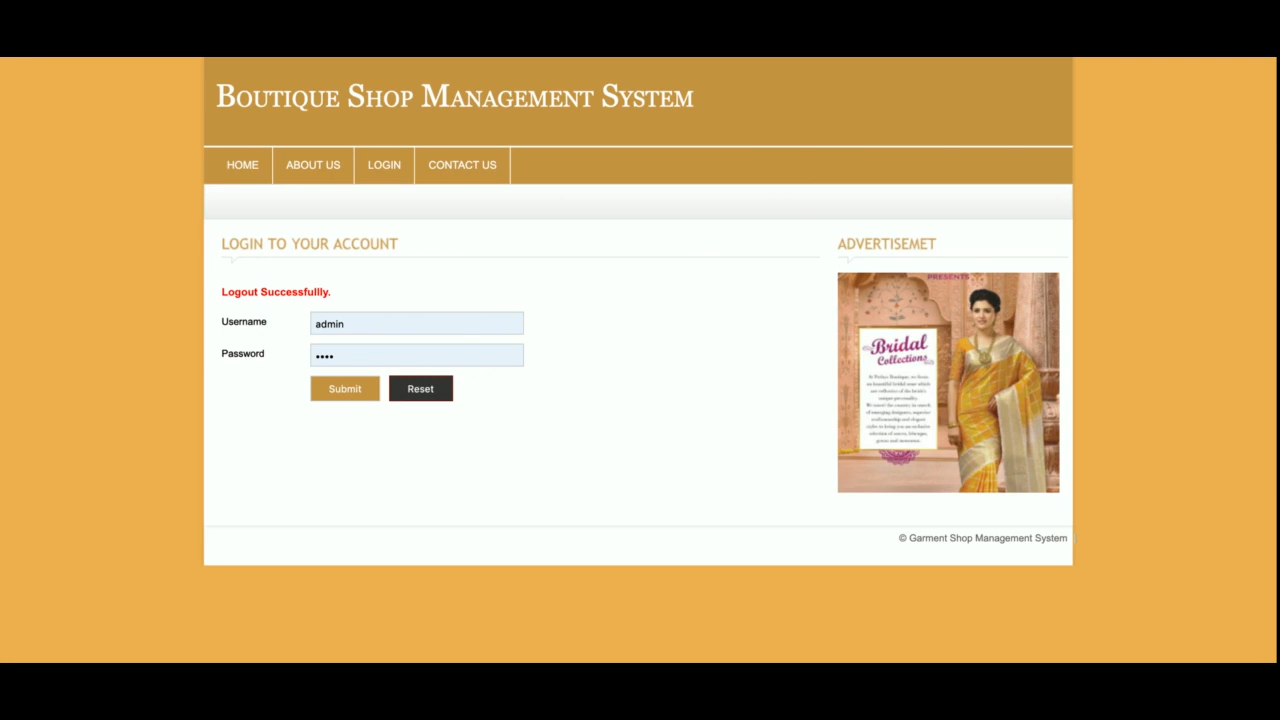 Boutique Shop Management System
HOME
ABOUT US
LOGIN
CONTACT US
LOGIN TO YOUR ACCOUNT
Logout Successfullly.
Username
admin
Password
••••
Submit
Reset
ADVERTISEMET
PRESENTS
Bridal
Collections
© Garment Shop Management System